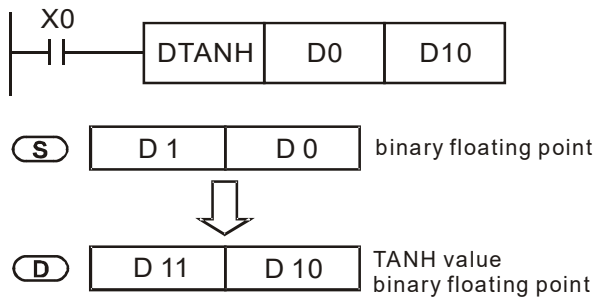 X0
DTANH D0 D10
S D 1 D 0 binary floating point
D D 11 D 10 TANH value
binary floating point